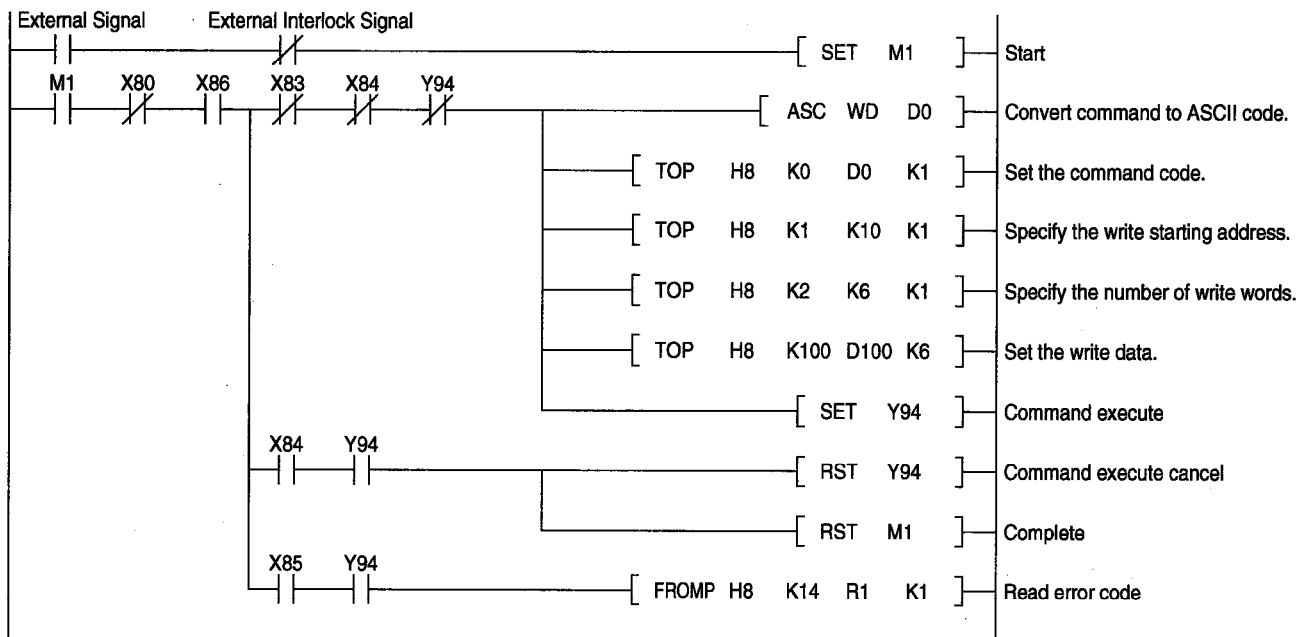 External Signal External Interlock Signal
SET M1 Start
M1 X80 X86 X83 X84 Y94
ASC WD D0 Convert command to ASCII code.
TOP H8 K0 D0 K1 Set the command code.
TOP H8 K1 K10 K1 Specify the write starting address.
TOP H8 K2 K6 K1 Specify the number of write words.
TOP H8 K100 D100 K6 Set the write data.
SET Y94 Command execute
X84 Y94
RST Y94 Command execute cancel
RST M1 Complete
X85 Y94
FROMP H8 K14 R1 K1 Read error code